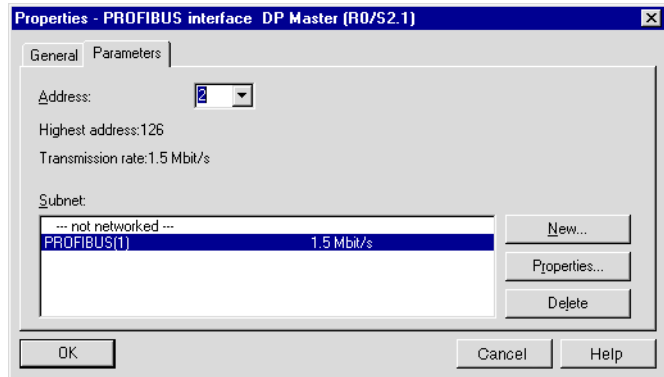 Properties - PROFIBUS interface DP Master (R0/S2.1)
General Parameters
Address: 2
Highest address:126
Transmission rate:1.5 Mbit/s
Subnet:
--- not networked ---
PROFIBUS(1) 1.5 Mbit/s
New...
Properties...
Delete
OK Cancel Help